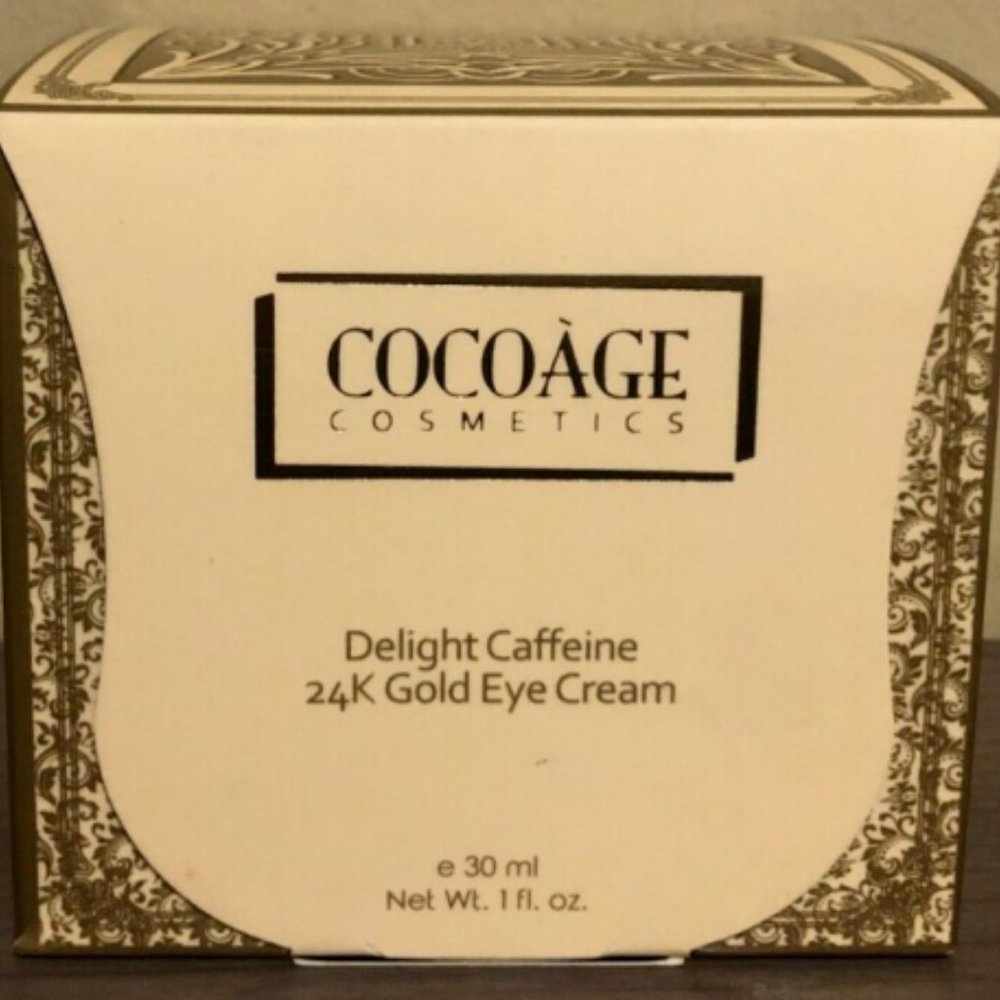 COCOÀGE
COSMETICS
Delight Caffeine
24K Gold Eye Cream
e 30 ml
Net Wt. 1 fl. oz.